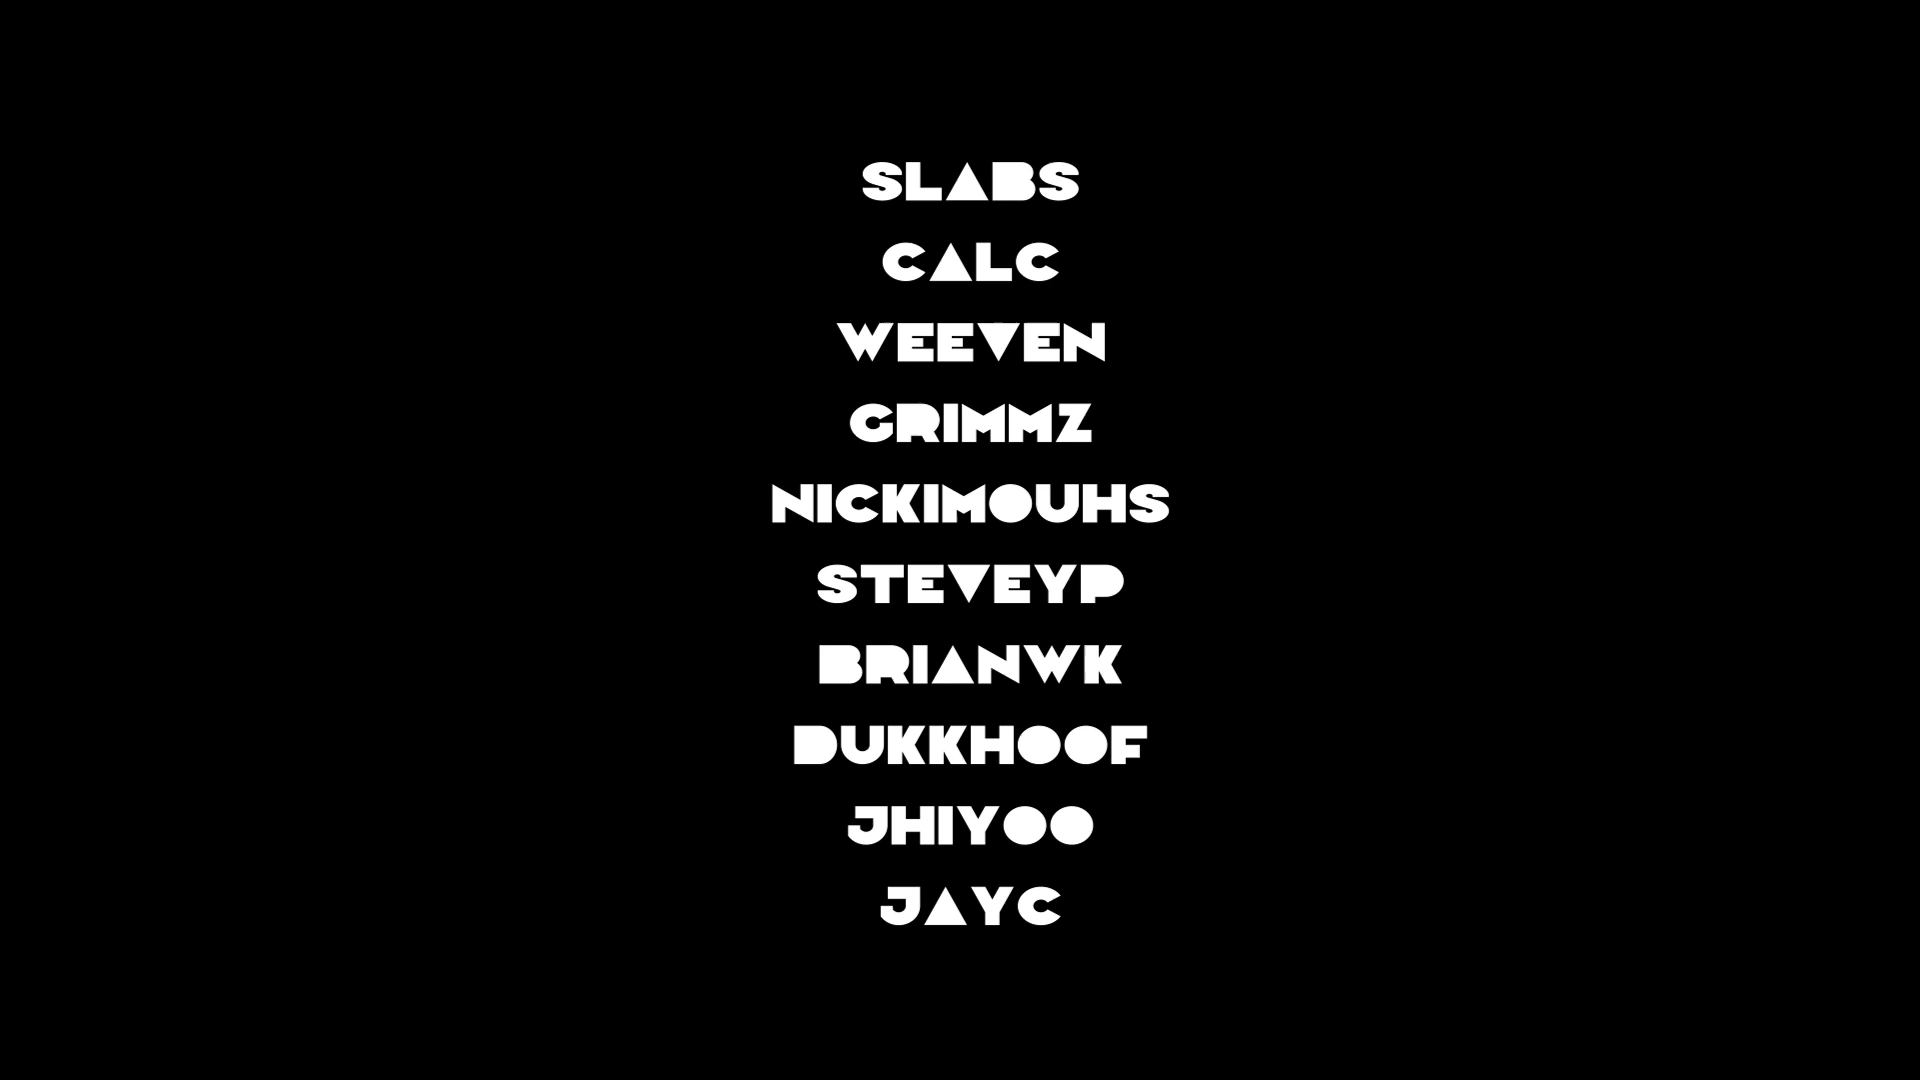 SLABS
CALC
WEEVEN
GRIMMZ
NICKIMOUHS
STEVEYP
BRIANWK
DUKKHOOF
JHIYOO
JAYC